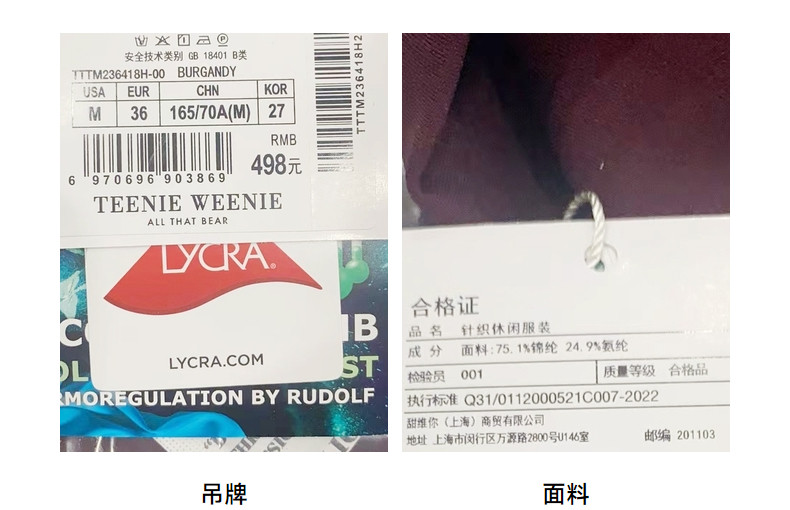 安全技术类别 GB 18401 B类
TTTM236418H-00 BURGANDY
USA EUR CHN KOR
M 36 165/70A(M) 27
RMB
498元
6 970696 903869
TEENIE WEENIE
ALL THAT BEAR
TTTM236418H2
LYCRA®
LYCRA.COM
ST
RMOREGULATION BY RUDOLF
吊牌
合格证
品名 针织休闲服装
成分 面料:75.1%锦纶 24.9%氨纶
检验员 001 质量等级 合格品
执行标准 Q31/0112000521C007-2022
甜维你（上海）商贸有限公司
地址 上海市闵行区万源路2800号U146室 邮编 201103
面料